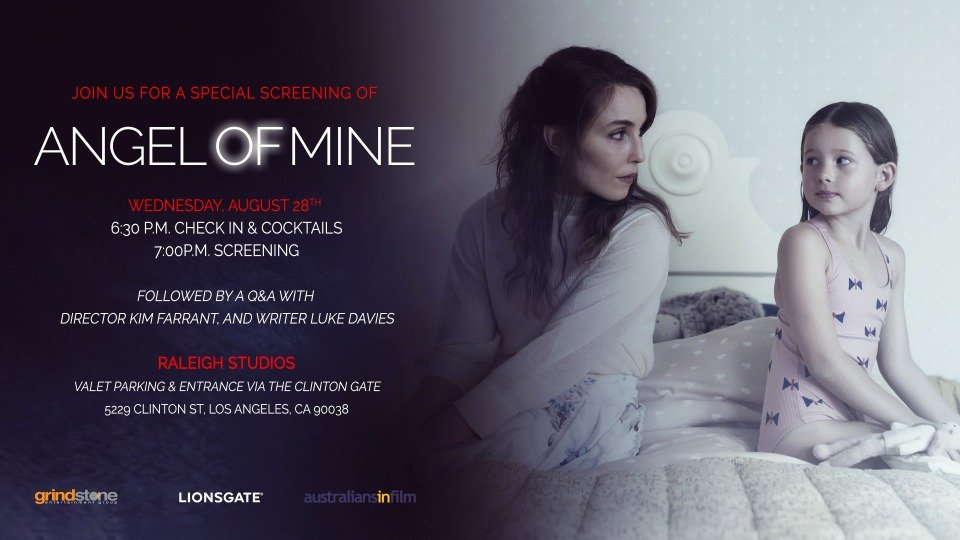 JOIN US FOR A SPECIAL SCREENING OF
ANGEL OF MINE
WEDNESDAY, AUGUST 28TH
6:30 P.M. CHECK IN & COCKTAILS
7:00P.M. SCREENING
FOLLOWED BY A Q&A WITH
DIRECTOR KIM FARRANT, AND WRITER LUKE DAVIES
RALEIGH STUDIOS
VALET PARKING & ENTRANCE VIA THE CLINTON GATE
5229 CLINTON ST, LOS ANGELES, CA 90038
grindstone
entertainment group
LIONSGATE®
australiansinfilm